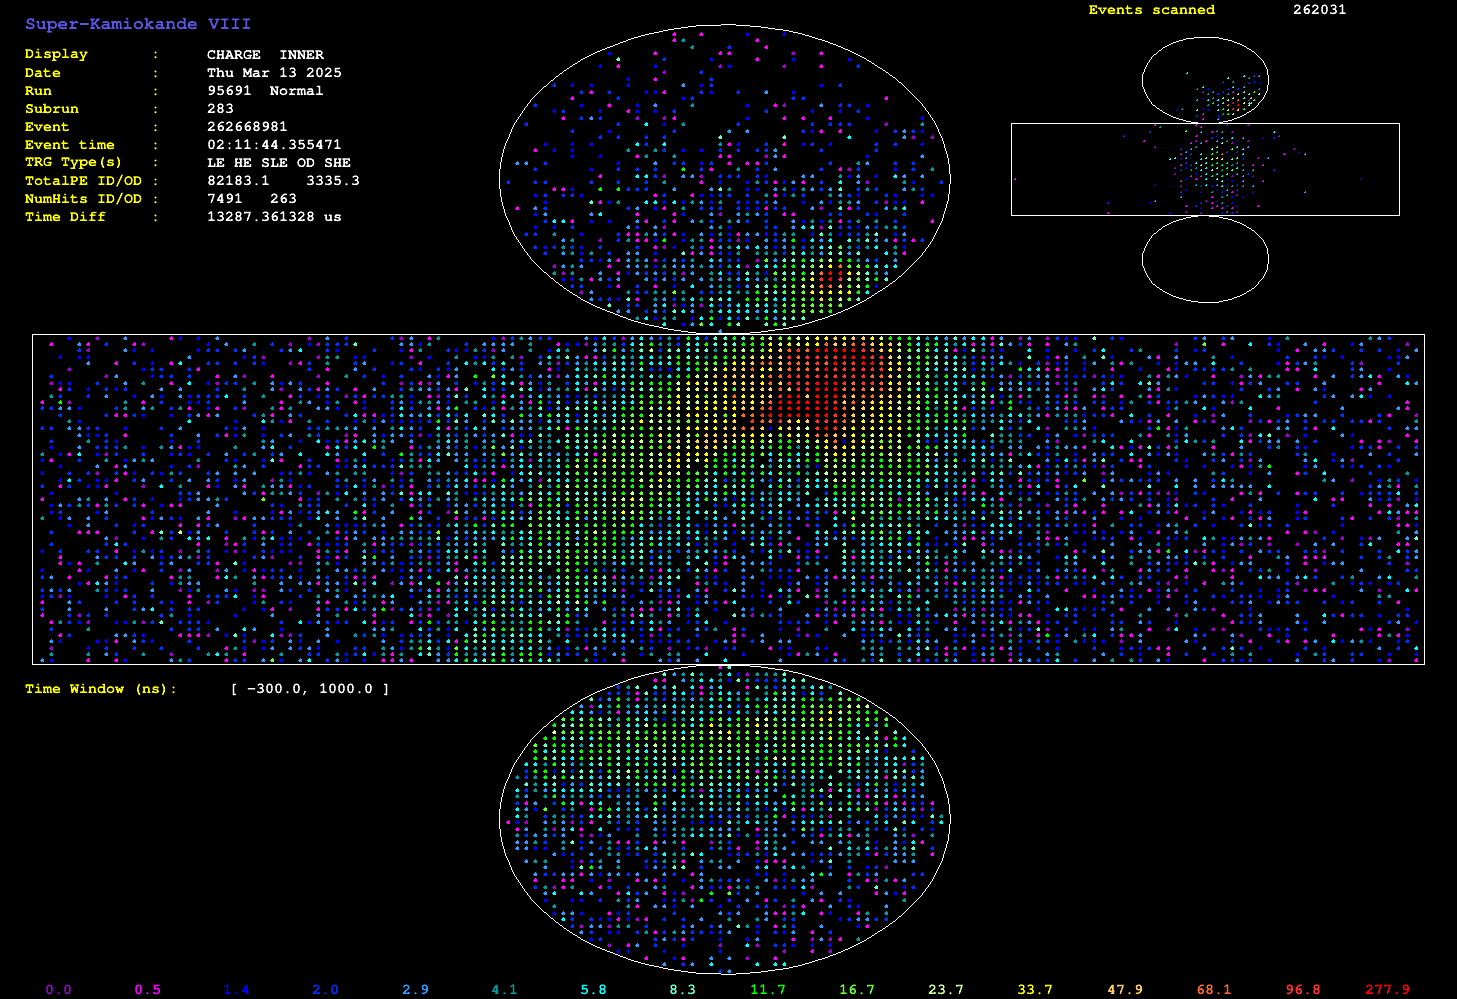 Super-Kamiokande VIII
Events scanned 262031
Display : CHARGE INNER
Date : Thu Mar 13 2025
Run : 95691 Normal
Subrun : 283
Event : 262668981
Event time : 02:11:44.355471
TRG Type(s) : LE HE SLE OD SHE
TotalPE ID/OD : 82183.1 3335.3
NumHits ID/OD : 7491 263
Time Diff : 13287.361328 us
Time Window (ns): [ -300.0, 1000.0 ]
0.0 0.5 1.4 2.0 2.9 4.1 5.8 8.3 11.7 16.7 23.7 33.7 47.9 68.1 96.8 277.9